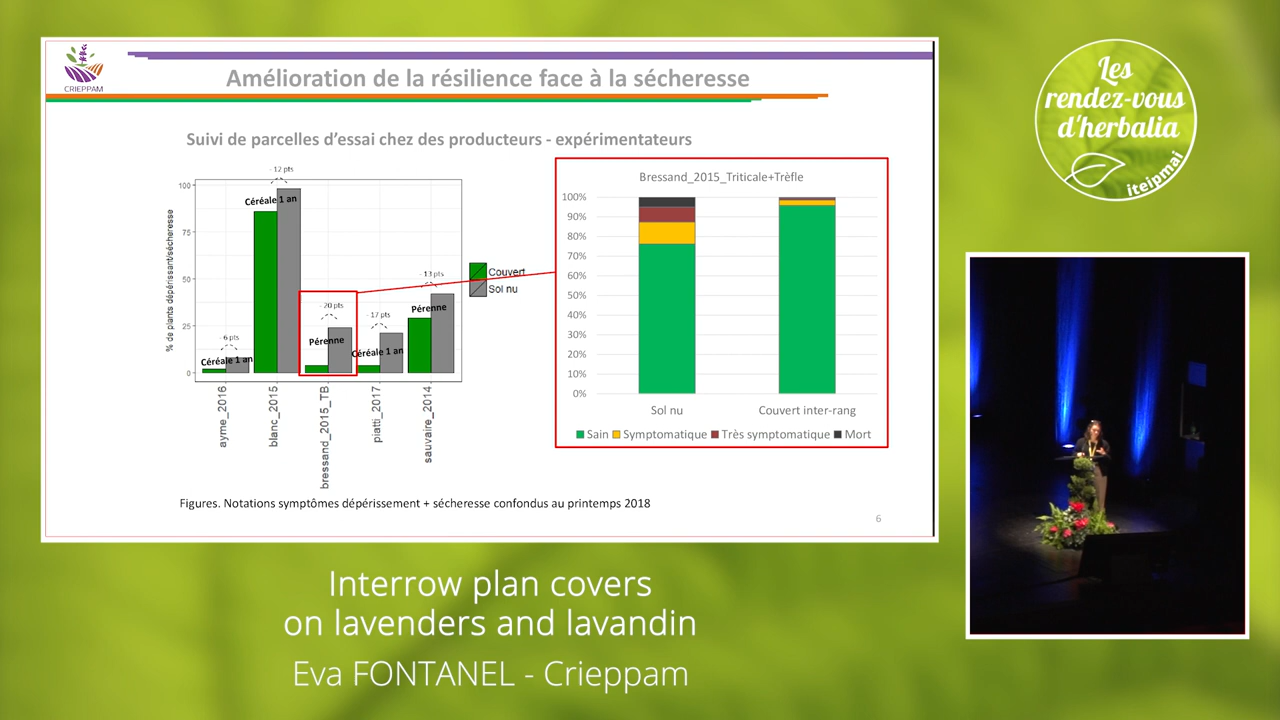 CRIEPPAM
Amélioration de la résilience face à la sécheresse
Suivi de parcelles d’essai chez des producteurs - expérimentateurs
% de plants dépérissant/sécheresse
100
75
50
25
0
- 6 pts
Céréale 1 an
- 12 pts
Céréale 1 an
- 20 pts
Pérenne
- 17 pts
Céréale 1 an
- 13 pts
Pérenne
ayme_2016
blanc_2015
bressand_2015_TB
piatti_2017
sauvaire_2014
Couvert
Sol nu
Bressand_2015_Triticale+Trèfle
100%
90%
80%
70%
60%
50%
40%
30%
20%
10%
0%
Sol nu
Couvert inter-rang
Sain Symptomatique Très symptomatique Mort
Figures. Notations symptômes dépérissement + sécheresse confondus au printemps 2018
6
Les
rendez-vous
d'herbalia
iteipmai
Interrow plan covers
on lavenders and lavandin
Eva FONTANEL - Crieppam